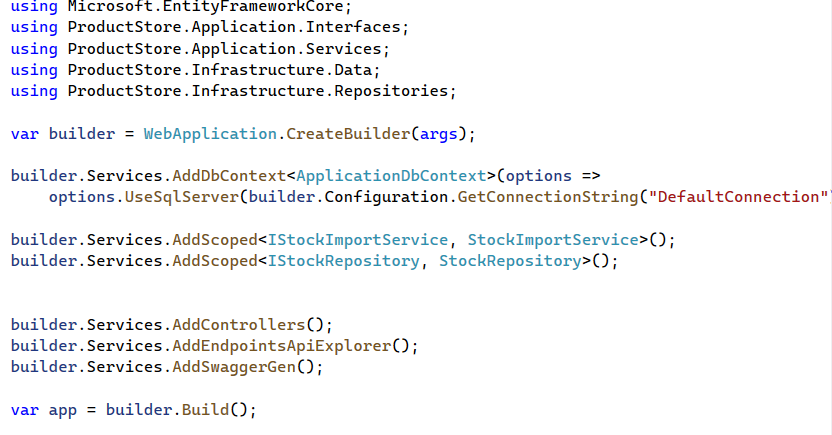 using Microsoft.EntityFrameworkCore;
using ProductStore.Application.Interfaces;
using ProductStore.Application.Services;
using ProductStore.Infrastructure.Data;
using ProductStore.Infrastructure.Repositories;
var builder = WebApplication.CreateBuilder(args);
builder.Services.AddDbContext<ApplicationDbContext>(options =>
options.UseSqlServer(builder.Configuration.GetConnectionString("DefaultConnection")
builder.Services.AddScoped<IStockImportService, StockImportService>();
builder.Services.AddScoped<IStockRepository, StockRepository>();
builder.Services.AddControllers();
builder.Services.AddEndpointsApiExplorer();
builder.Services.AddSwaggerGen();
var app = builder.Build();